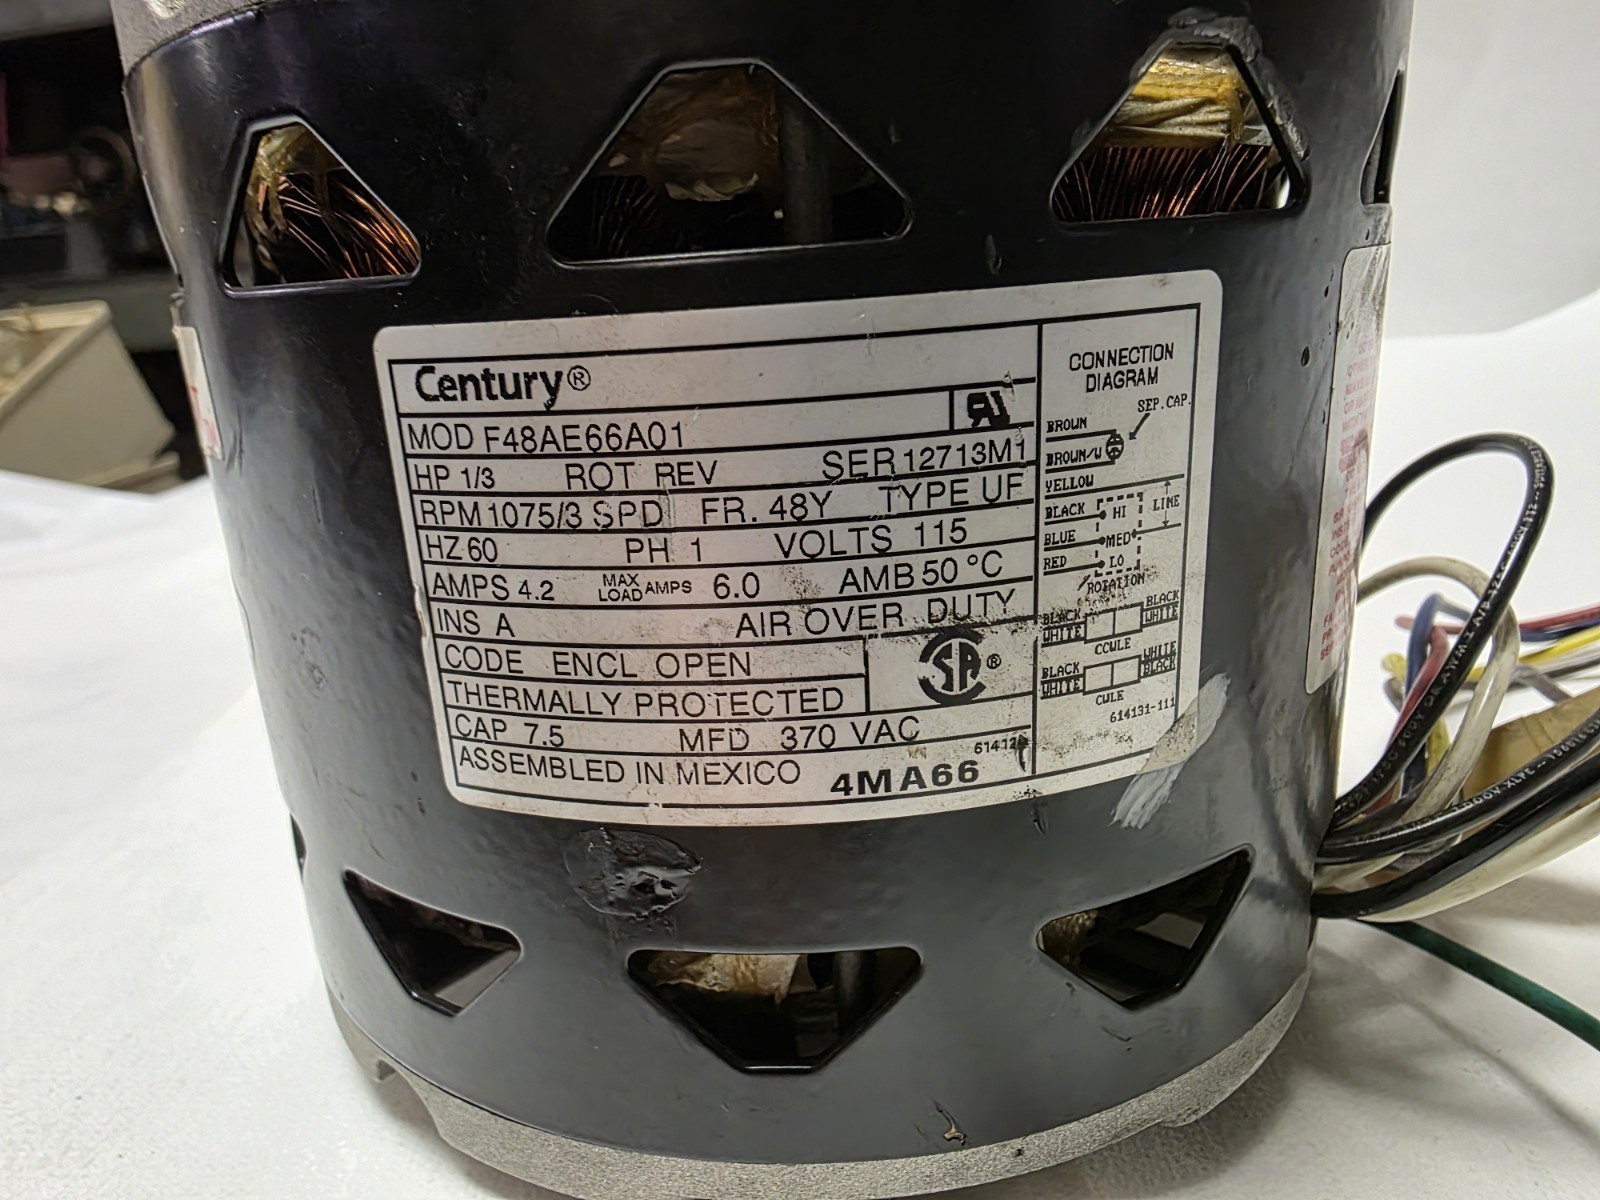 Century®
MOD F48AE66A01
HP 1/3 ROT REV SER 12713M1
RPM 1075/3 SPD FR. 48Y TYPE UF
HZ 60 PH 1 VOLTS 115
AMPS 4.2 MAX LOAD AMPS 6.0 AMB 50 °C
INS A AIR OVER DUTY
CODE ENCL OPEN
THERMALLY PROTECTED
CAP 7.5 MFD 370 VAC
ASSEMBLED IN MEXICO 4MA66
CONNECTION
DIAGRAM
SEP. CAP.
BROWN
BROWN/W
YELLOW
BLACK HI LINE
BLUE MED
RED LO
ROTATION
BLACK BLACK
WHITE WHITE
CCWLE
BLACK WHITE
WHITE BLACK
CWLE
614131-111